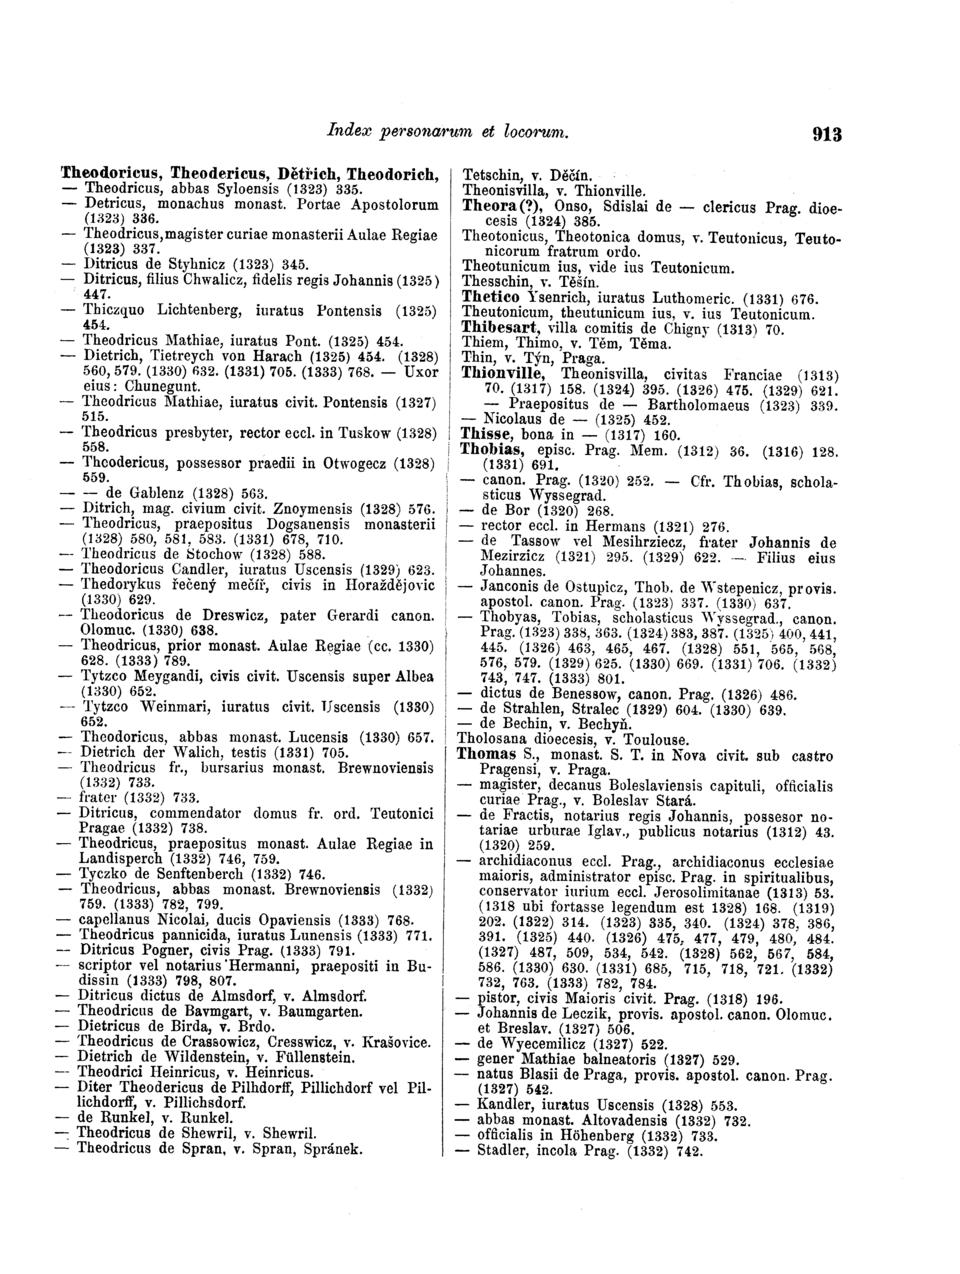 Index personarum et locorum.
913
Theodoricus, Theodericus, Dětřich, Theodorich,
— Theodricus, abbas Syloensis (1323) 335.
— Detricus, monachus monast. Portae Apostolorum
(1323) 336.
— Theodricus, magister curiae monasterii Aulae Regiae
(1323) 337.
— Ditricus de Styhnicz (1323) 345.
— Ditricus, filius Chwalicz, fidelis regis Johannis (1325)
447.
— Thiczquo Lichtenberg, iuratus Pontensis (1325)
454.
— Theodricus Mathiae, iuratus Pont. (1325) 454.
— Dietrich, Tietreych von Harach (1325) 454. (1328)
560, 579. (1330) 632. (1331) 705. (1333) 768. — Uxor
eius: Chunegunt.
— Theodricus Mathiae, iuratus civit. Pontensis (1327)
515.
— Theodricus presbyter, rector eccl. in Tuskow (1328)
558.
— Theodericus, possessor praedii in Otwogecz (1328)
559.
— — de Gablenz (1328) 563.
— Ditrich, mag. civium civit. Znoymensis (1328) 576.
— Theodricus, praepositus Dogsanensis monasterii
(1328) 580, 581, 583. (1331) 678, 710.
— Theodricus de Stochow (1328) 588.
— Theodoricus Candler, iuratus Uscensis (1329) 623.
— Thedorykus řečený mečíř, civis in Horaždějovic
(1330) 629.
— Theodoricus de Dreswicz, pater Gerardi canon.
Olomuc. (1330) 638.
— Theodricus, prior monast. Aulae Regiae (cc. 1330)
628. (1333) 789.
— Tytzco Meygandi, civis civit. Uscensis super Albea
(1330) 652.
— Tytzco Weinmari, iuratus civit. Uscensis (1330)
652.
— Theodoricus, abbas monast. Lucensis (1330) 657.
— Dietrich der Walich, testis (1331) 705.
— Theodricus fr., bursarius monast. Brewnoviensis
(1332) 733.
— frater (1332) 733.
— Ditricus, commendator domus fr. ord. Teutonici
Pragae (1332) 738.
— Theodricus, praepositus monast. Aulae Regiae in
Landisperch (1332) 746, 759.
— Tyczko de Senftenberch (1332) 746.
— Theodricus, abbas monast. Brewnoviensis (1332)
759. (1333) 782, 799.
— capellanus Nicolai, ducis Opaviensis (1333) 768.
— Theodricus pannicida, iuratus Lunensis (1333) 771.
— Ditricus Pogner, civis Prag. (1333) 791.
— scriptor vel notarius Hermanni, praepositi in Bu-
dissin (1333) 798, 807.
— Ditricus dictus de Almsdorf, v. Almsdorf.
— Theodoricus de Bavmgart, v. Baumgarten.
— Dietricus de Birda, v. Brdo.
— Theodricus de Crassowicz, Cresswicz, v. Krašovice.
— Dietrich de Wildenstein, v. Füllenstein.
— Theodrici Heinricus, v. Heinricus.
— Diter Theodericus de Pilhdorff, Pillichdorf vel Pil-
lichdorff, v. Pillichsdorf.
— de Runkel, v. Runkel.
— Theodricus de Shewril, v. Shewril.
— Theodricus de Spran, v. Spran, Spránek.
Tetschin, v. Děčín.
Theonisvilla, v. Thionville.
Theora(?), Onso, Sdislai de — clericus Prag. dioe-
cesis (1324) 385.
Theotonicus, Theotonica domus, v. Teutonicus, Teuto-
nicorum fratrum ordo.
Theotunicum ius, vide ius Teutonicum.
Thesschin, v. Těšín.
Thetico Ysenrich, iuratus Luthomeric. (1331) 676.
Theutonicum, theutunicum ius, v. ius Teutonicum.
Thibesart, villa comitis de Chigny (1313) 70.
Thiem, Thimo, v. Těm, Těma.
Thin, v. Týn, Praga.
Thionville, Theonisvilla, civitas Franciae (1313)
70. (1317) 158. (1324) 395. (1326) 475. (1329) 621.
— Praepositus de — Bartholomaeus (1323) 339.
— Nicolaus de — (1325) 452.
Thisse, bona in — (1317) 160.
Thobias, episc. Prag. Mem. (1312) 36. (1316) 128.
(1331) 691.
— canon. Prag. (1320) 252. — Cfr. Thobias, schola-
sticus Wyssegrad.
— de Bor (1320) 268.
— rector eccl. in Hermans (1321) 276.
— de Tassow vel Mesihrziecz, frater Johannis de
Mezirzicz (1321) 295. (1329) 622. — Filius eius
Johannes.
— Janconis de Ostupicz, Thob. de Wstepenicz, provis.
apostol. canon. Prag. (1323) 337. (1330) 637.
— Thobyas, Tobias, scholasticus Wyssegrad., canon.
Prag. (1323) 338, 363. (1324) 383, 387. (1325) 400, 441,
445. (1326) 463, 465, 467. (1328) 551, 565, 568,
576, 579. (1329) 625. (1330) 669. (1331) 706. (1332)
743, 747. (1333) 801.
— dictus de Benessow, canon. Prag. (1326) 486.
— de Strahlen, Stralec (1329) 604. (1330) 639.
— de Bechin, v. Bechyň.
Tholosana dioecesis, v. Toulouse.
Thomas S., monast. S. T. in Nova civit. sub castro
Pragensi, v. Praga.
— magister, decanus Boleslaviensis capituli, officialis
curiae Prag., v. Boleslav Stará.
— de Fractis, notarius regis Johannis, possesor no-
tariae urburae Iglav., publicus notarius (1312) 43.
(1320) 259.
— archidiaconus eccl. Prag., archidiaconus ecclesiae
maioris, administrator episc. Prag. in spiritualibus,
conservator iurium eccl. Jerosolimitanae (1313) 53.
(1318 ubi fortasse legendum est 1328) 168. (1319)
202. (1322) 314. (1323) 335, 340. (1324) 378, 386,
391. (1325) 440. (1326) 475, 477, 479, 480, 484.
(1327) 487, 509, 534, 542. (1328) 562, 567, 584,
586. (1330) 630. (1331) 685, 715, 718, 721. (1332)
732, 763. (1333) 782, 784.
— pistor, civis Maioris civit. Prag. (1318) 196.
— Johannis de Leczik, provis. apostol. canon. Olomuc.
et Breslav. (1327) 506.
— de Wyecemilicz (1327) 522.
— gener Mathiae balneatoris (1327) 529.
— natus Blasii de Praga, provis. apostol. canon. Prag.
(1327) 542.
— Kandler, iuratus Uscensis (1328) 553.
— abbas monast. Altovadensis (1332) 732.
— officialis in Höhenberg (1332) 733.
— Stadler, incola Prag. (1332) 742.